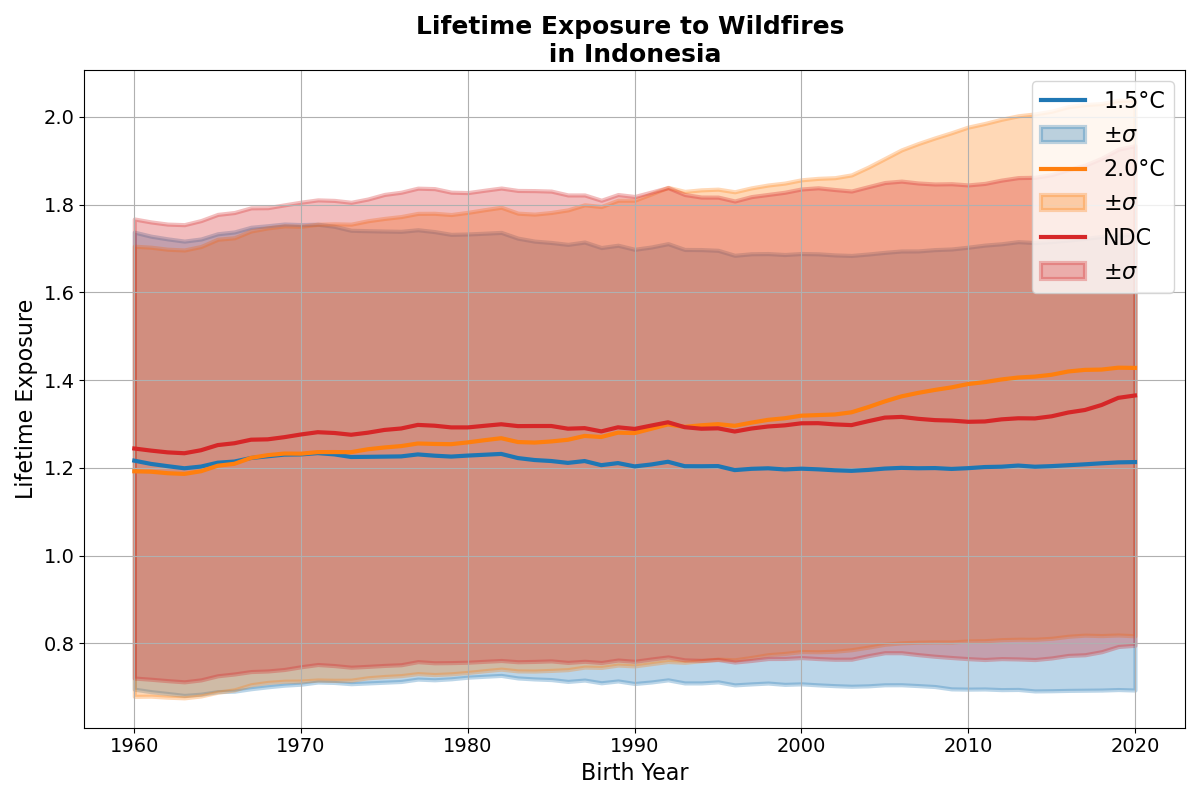 Lifetime Exposure to Wildfires
in Indonesia
Lifetime Exposure
2.0
1.8
1.6
1.4
1.2
1.0
0.8
1.5°C
±σ
2.0°C
±σ
NDC
±σ
1960 1970 1980 1990 2000 2010 2020
Birth Year